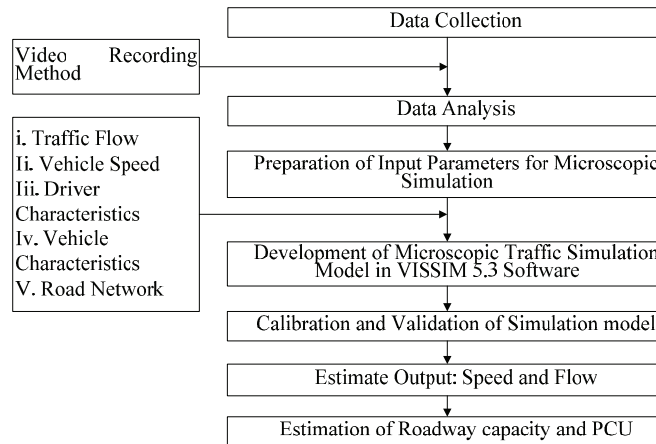 Data Collection
Video Recording
Method
Data Analysis
i. Traffic Flow
Ii. Vehicle Speed
Iii. Driver
Characteristics
Iv. Vehicle
Characteristics
V. Road Network
Preparation of Input Parameters for Microscopic
Simulation
Development of Microscopic Traffic Simulation
Model in VISSIM 5.3 Software
Calibration and Validation of Simulation model
Estimate Output: Speed and Flow
Estimation of Roadway capacity and PCU